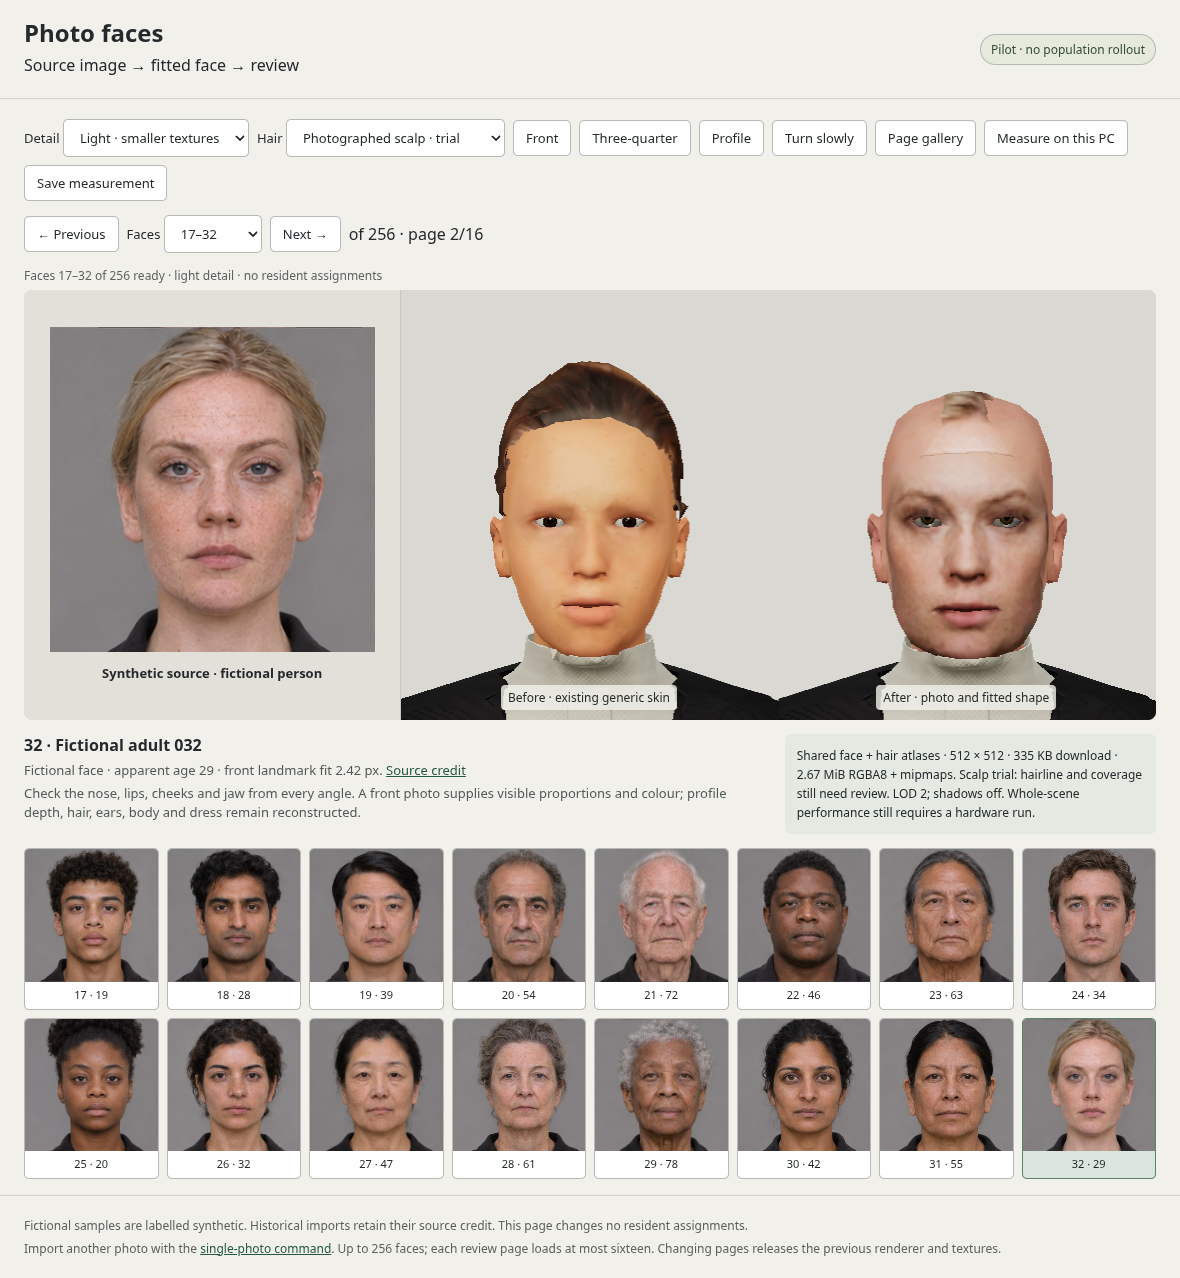 Photo faces
Source image → fitted face → review
Pilot · no population rollout
Detail Light · smaller textures Hair Photographed scalp · trial Front Three-quarter Profile Turn slowly Page gallery Measure on this PC
Save measurement
← Previous Faces 17–32 Next → of 256 · page 2/16
Faces 17–32 of 256 ready · light detail · no resident assignments
Synthetic source · fictional person
Before · existing generic skin
After · photo and fitted shape
32 · Fictional adult 032
Fictional face · apparent age 29 · front landmark fit 2.42 px. Source credit
Check the nose, lips, cheeks and jaw from every angle. A front photo supplies visible proportions and colour; profile
depth, hair, ears, body and dress remain reconstructed.
Shared face + hair atlases · 512 × 512 · 335 KB download ·
2.67 MiB RGBA8 + mipmaps. Scalp trial: hairline and coverage
still need review. LOD 2; shadows off. Whole-scene
performance still requires a hardware run.
17 · 19
18 · 28
19 · 39
20 · 54
21 · 72
22 · 46
23 · 63
24 · 34
25 · 20
26 · 32
27 · 47
28 · 61
29 · 78
30 · 42
31 · 55
32 · 29
Fictional samples are labelled synthetic. Historical imports retain their source credit. This page changes no resident assignments.
Import another photo with the single-photo command. Up to 256 faces; each review page loads at most sixteen. Changing pages releases the previous renderer and textures.